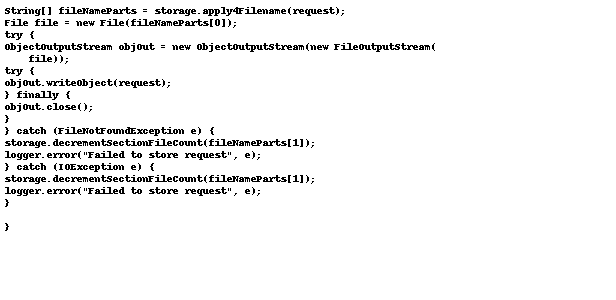 String[] fileNameParts = storage.apply4Filename(request);
File file = new File(fileNameParts[0]);
try {
ObjectOutputStream objOut = new ObjectOutputStream(new FileOutputStream(
file));
try {
objOut.writeObject(request);
} finally {
objOut.close();
}
} catch (FileNotFoundException e) {
storage.decrementSectionFileCount(fileNameParts[1]);
logger.error("Failed to store request", e);
} catch (IOException e) {
storage.decrementSectionFileCount(fileNameParts[1]);
logger.error("Failed to store request", e);
}
}